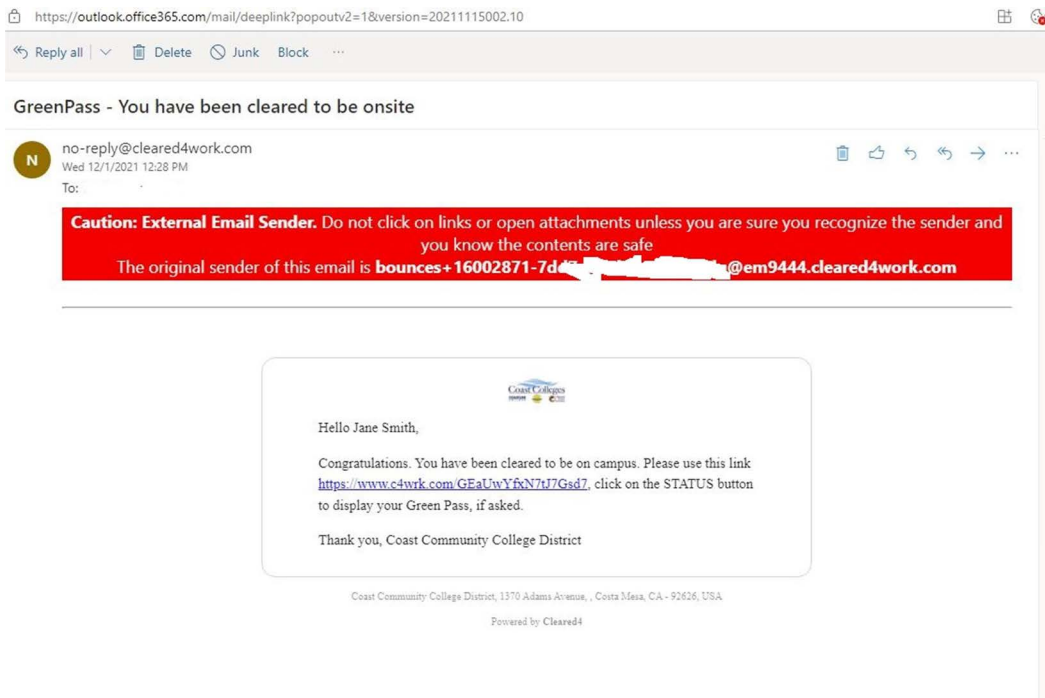 https://outlook.office365.com/mail/deeplink?popoutv2=1&version=20211115002.10
Reply all Delete Junk Block ...
GreenPass - You have been cleared to be onsite
N
no-reply@cleared4work.com
Wed 12/1/2021 12:28 PM
To:
Caution: External Email Sender. Do not click on links or open attachments unless you are sure you recognize the sender and
you know the contents are safe
The original sender of this email is bounces+16002871-7dd @em9444.cleared4work.com
Coast Colleges
Hello Jane Smith,
Congratulations. You have been cleared to be on campus. Please use this link
https://www.c4wrk.com/GEaUwYfxN7tJ7Gsd7, click on the STATUS button
to display your Green Pass, if asked.
Thank you, Coast Community College District
Coast Community College District, 1370 Adams Avenue, , Costa Mesa, CA - 92626, USA
Powered by Cleared4